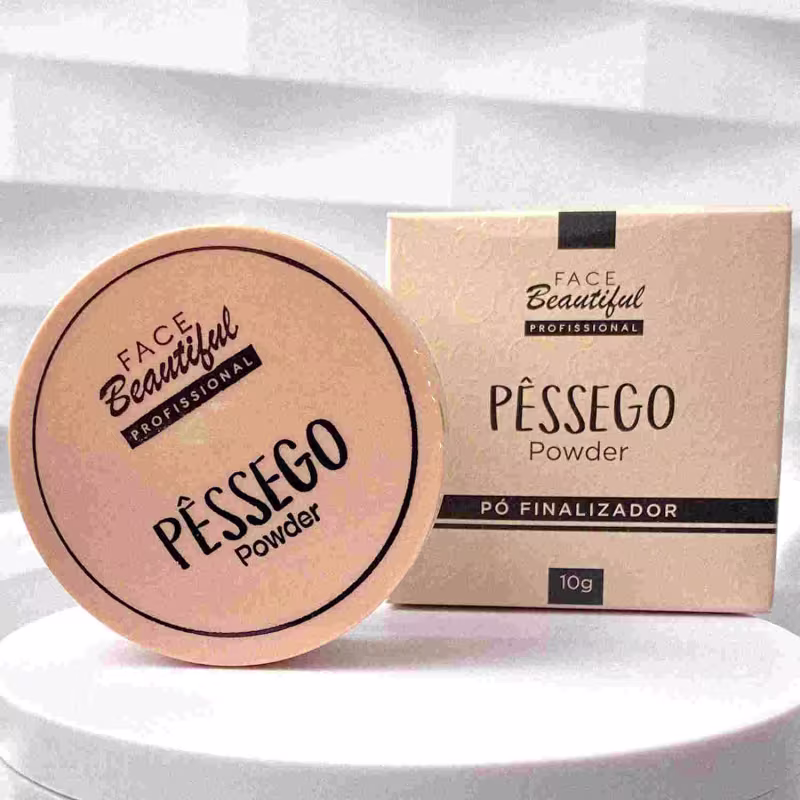 FACE
Beautiful
PROFISSIONAL
PÊSSEGO
Powder
FACE
Beautiful
PROFISSIONAL
PÊSSEGO
Powder
PÓ FINALIZADOR
10g